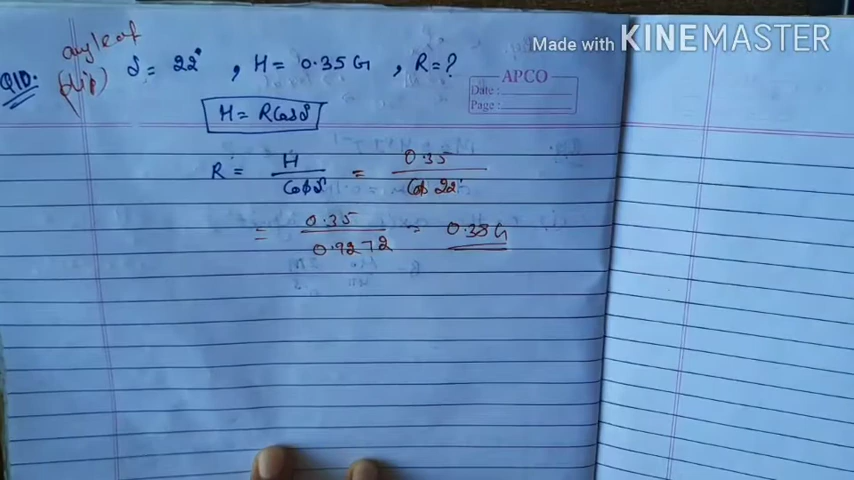 Made with KINEMASTER
angle of
(dip)
Q10. δ = 22° , H = 0.35 G , R = ?
APCO
Date:
Page:
H = R Cos δ
R = H / Cos δ = 0.35 / Cos 22°
= 0.35 / 0.9272 = 0.38 G